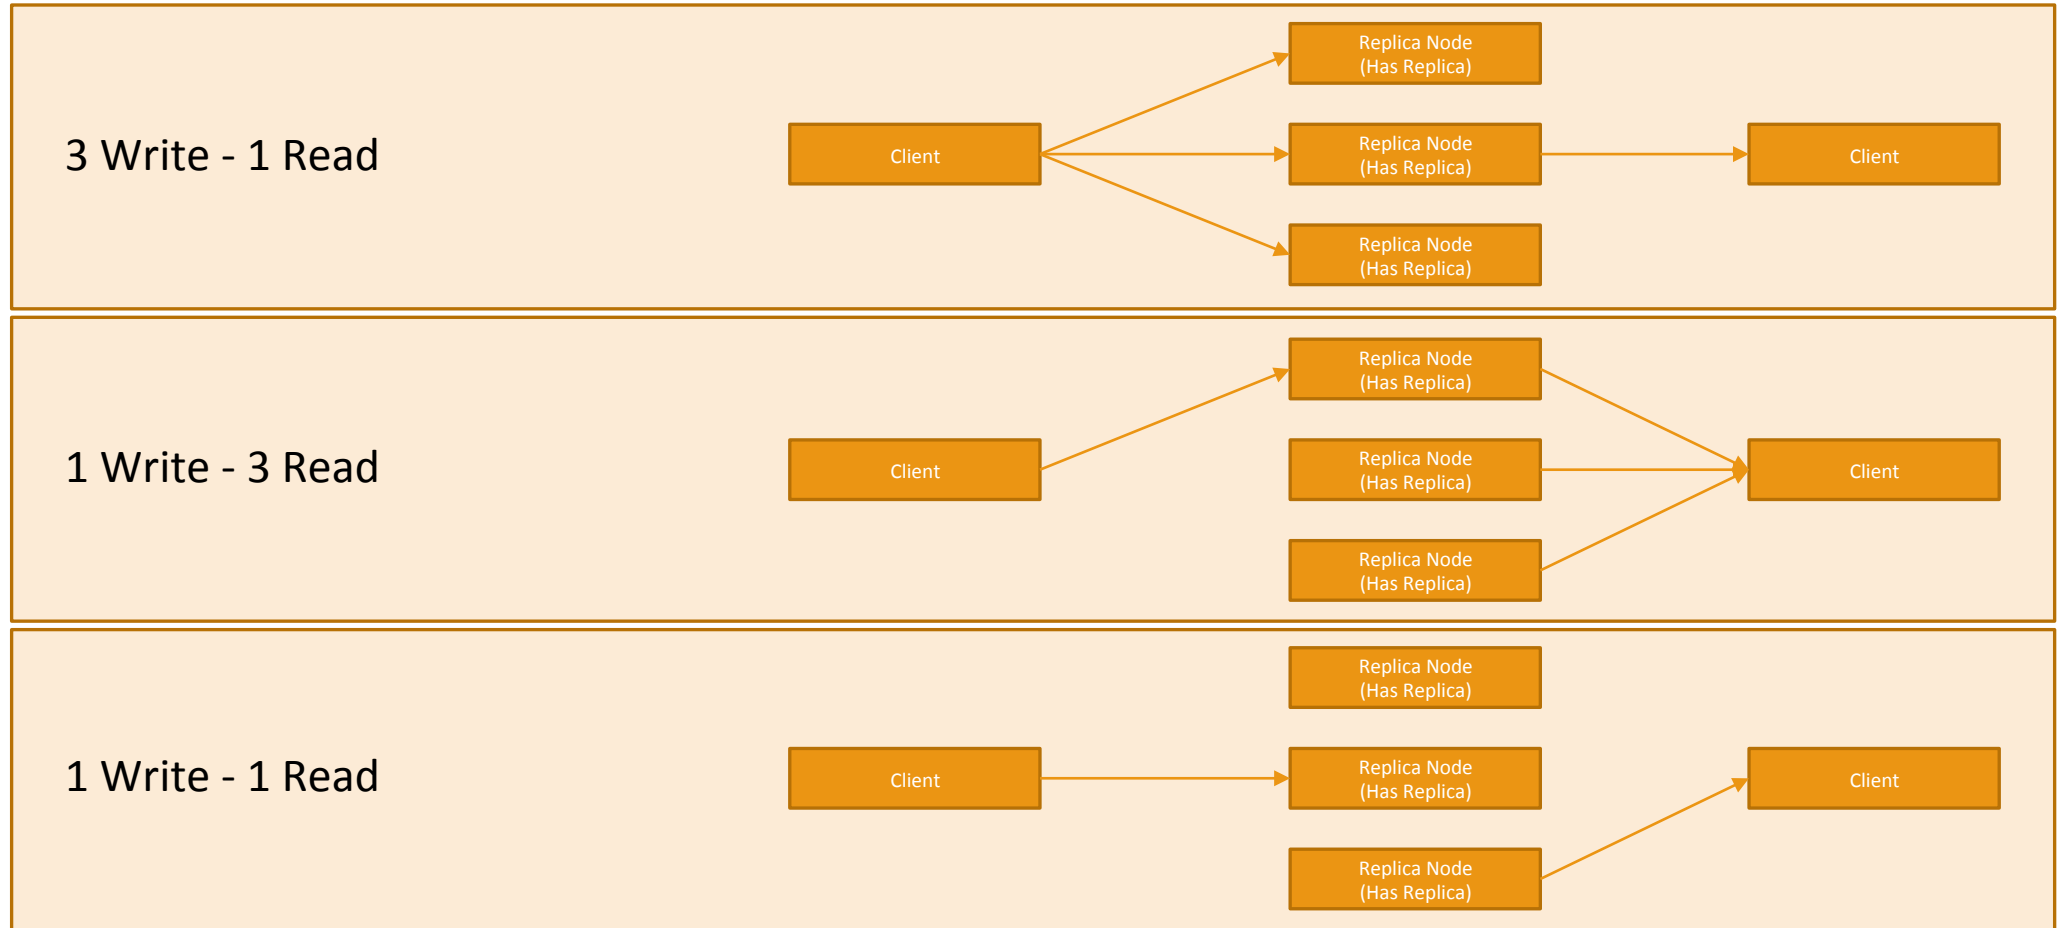 Replica Node
(Has Replica)
3 Write - 1 Read
Client
Replica Node
(Has Replica)
Client
Replica Node
(Has Replica)
Replica Node
(Has Replica)
1 Write - 3 Read
Client
Replica Node
(Has Replica)
Client
Replica Node
(Has Replica)
Replica Node
(Has Replica)
1 Write - 1 Read
Client
Replica Node
(Has Replica)
Client
Replica Node
(Has Replica)